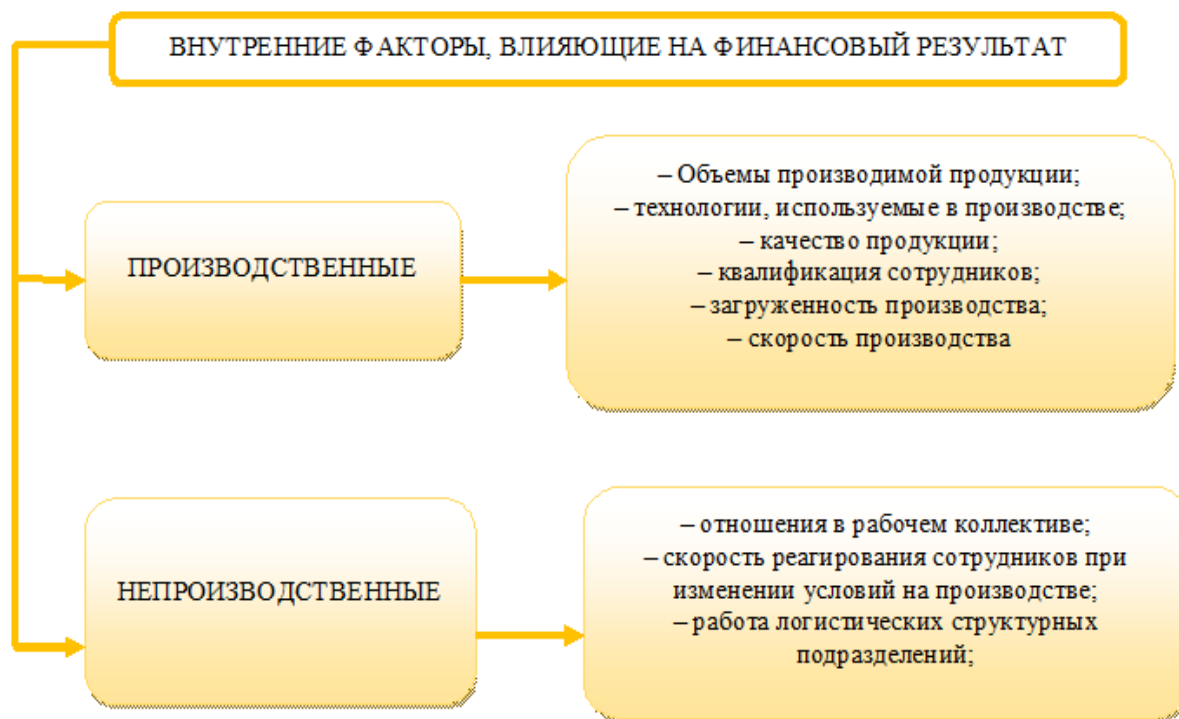 ВНУТРЕННИЕ ФАКТОРЫ, ВЛИЯЮЩИЕ НА ФИНАНСОВЫЙ РЕЗУЛЬТАТ
ПРОИЗВОДСТВЕННЫЕ
– Объемы производимой продукции;
– технологии, используемые в производстве;
– качество продукции;
– квалификация сотрудников;
– загруженность производства;
– скорость производства
НЕПРОИЗВОДСТВЕННЫЕ
– отношения в рабочем коллективе;
– скорость реагирования сотрудников при
изменении условий на производстве;
– работа логистических структурных
подразделений;